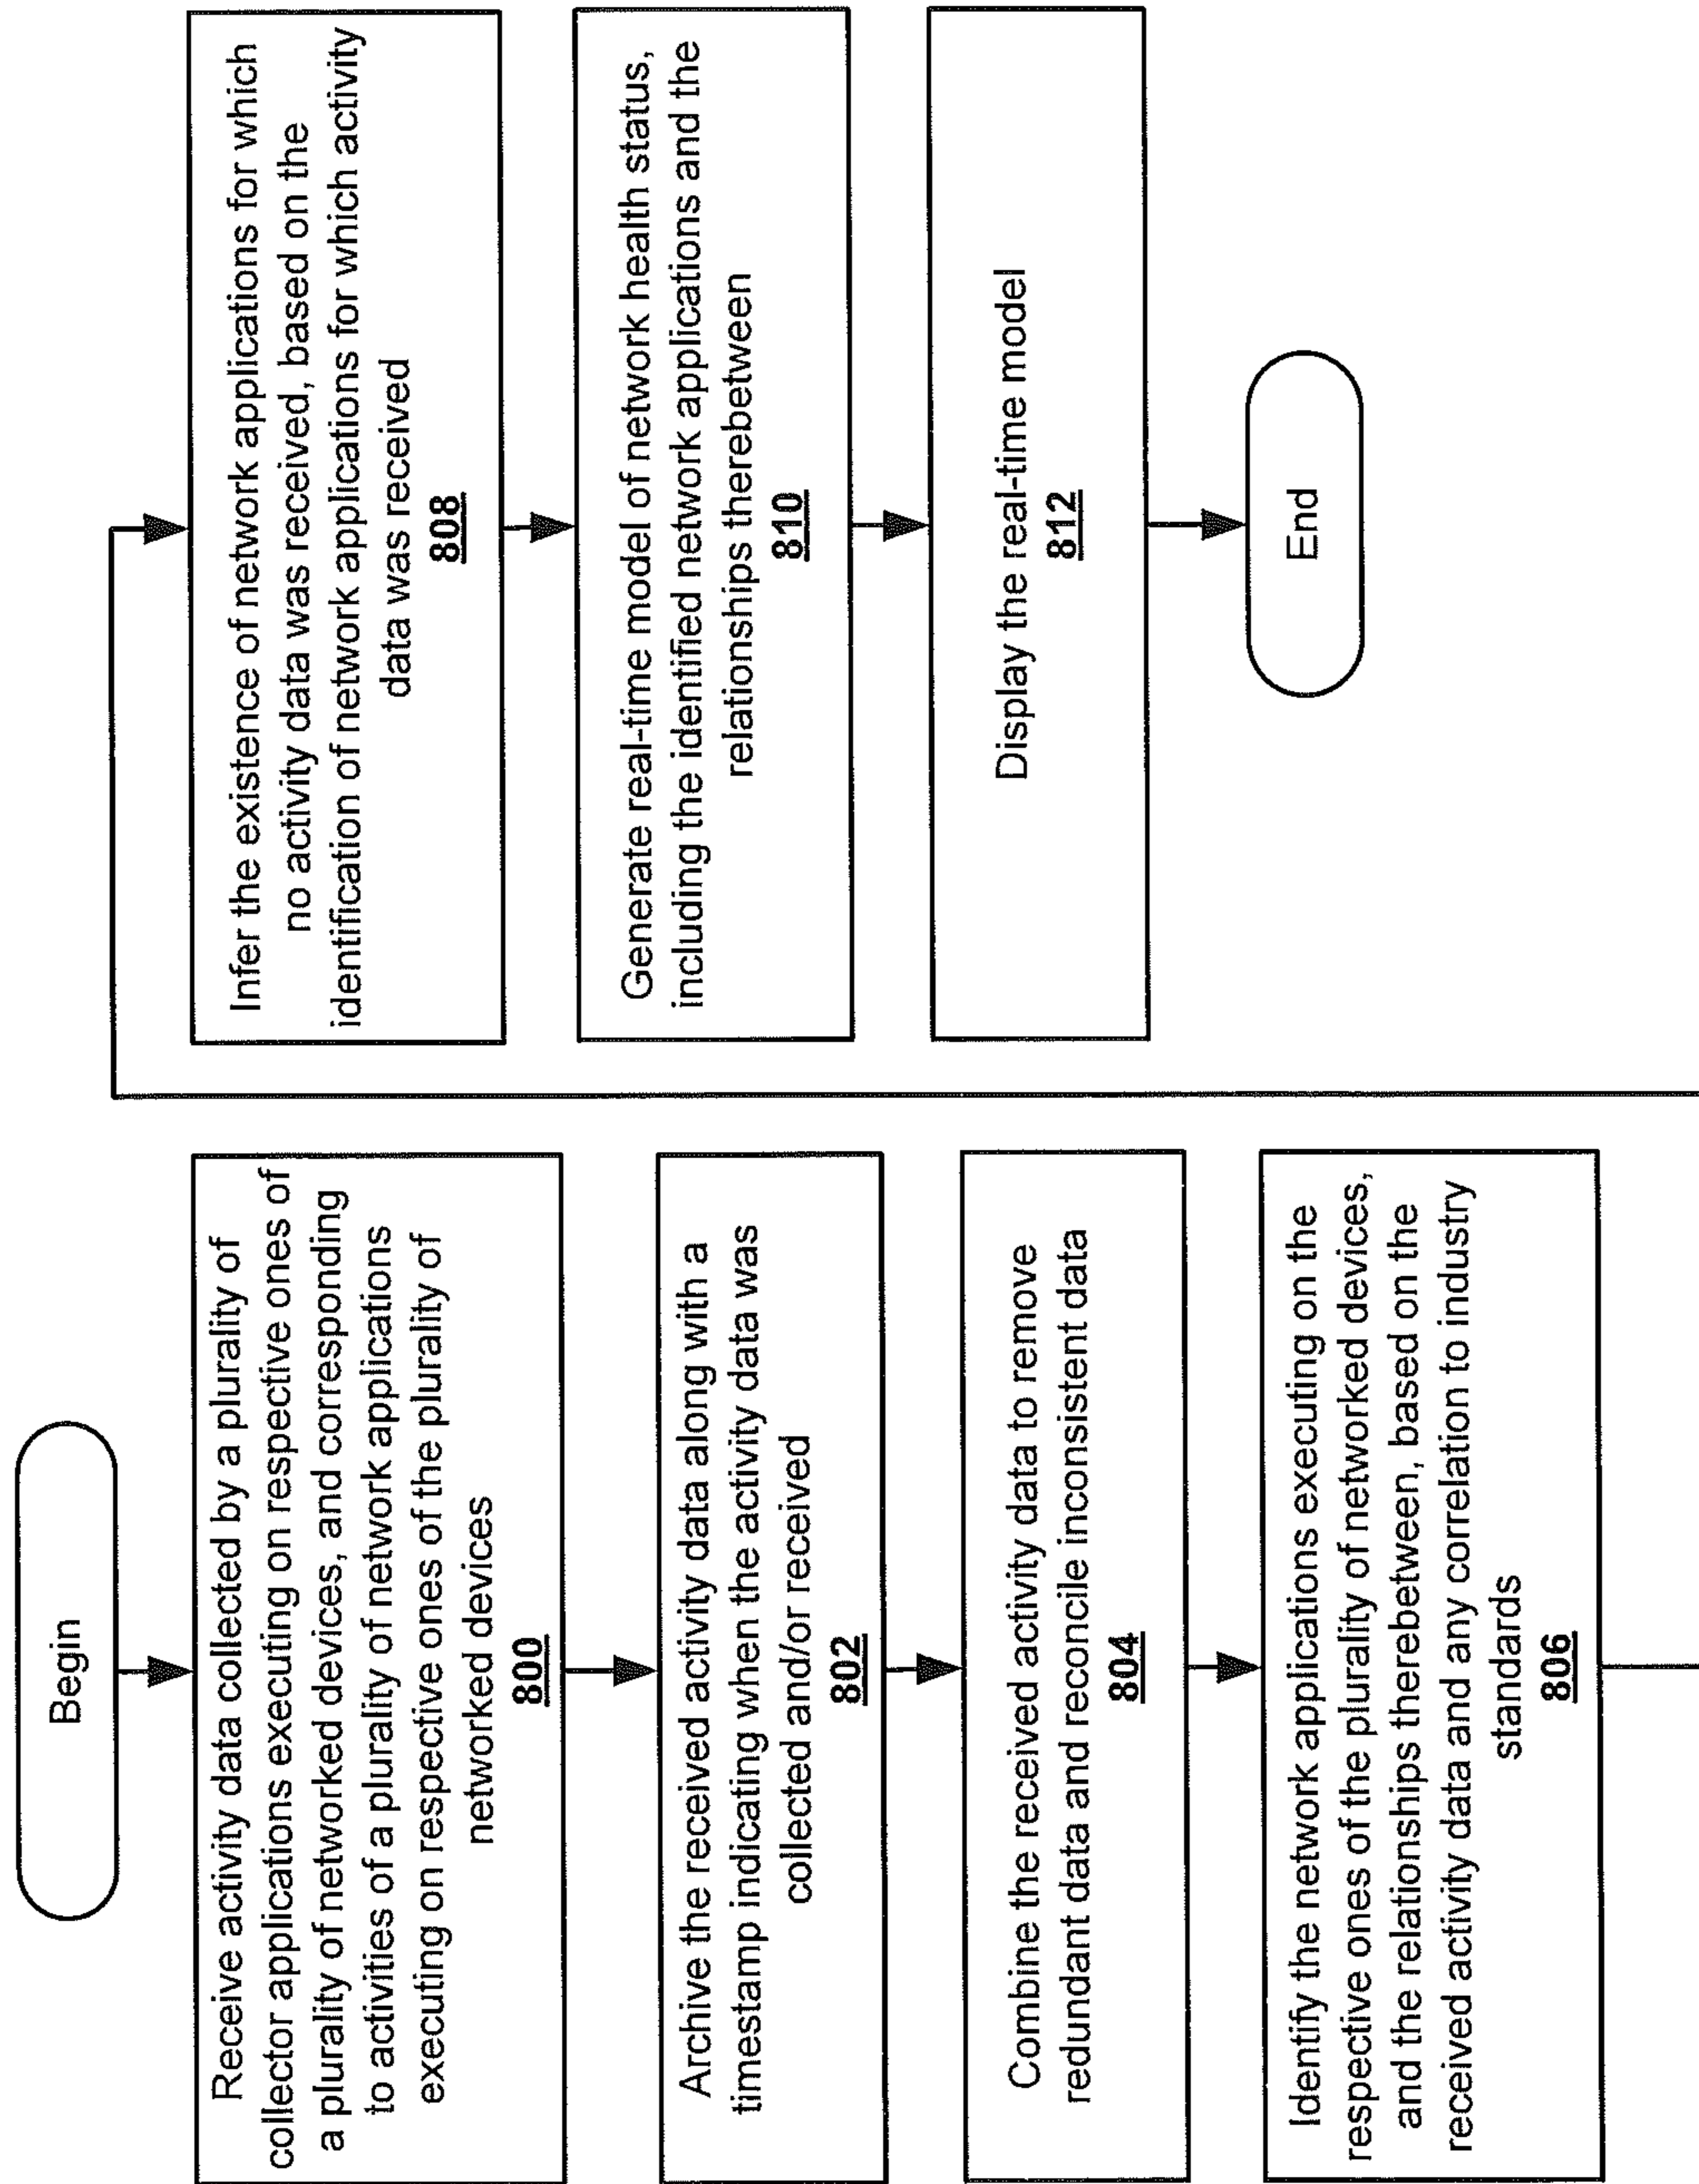 Begin
Receive activity data collected by a plurality of
collector applications executing on respective ones of
a plurality of networked devices, and corresponding
to activities of a plurality of network applications
executing on respective ones of the plurality of
networked devices
800
Archive the received activity data along with a
timestamp indicating when the activity data was
collected and/or received
802
Combine the received activity data to remove
redundant data and reconcile inconsistent data
804
Identify the network applications executing on the
respective ones of the plurality of networked devices,
and the relationships therebetween, based on the
received activity data and any correlation to industry
standards
806
Infer the existence of network applications for which
no activity data was received, based on the
identification of network applications for which activity
data was received
808
Generate real-time model of network health status,
including the identified network applications and the
relationships therebetween
810
Display the real-time model
812
End